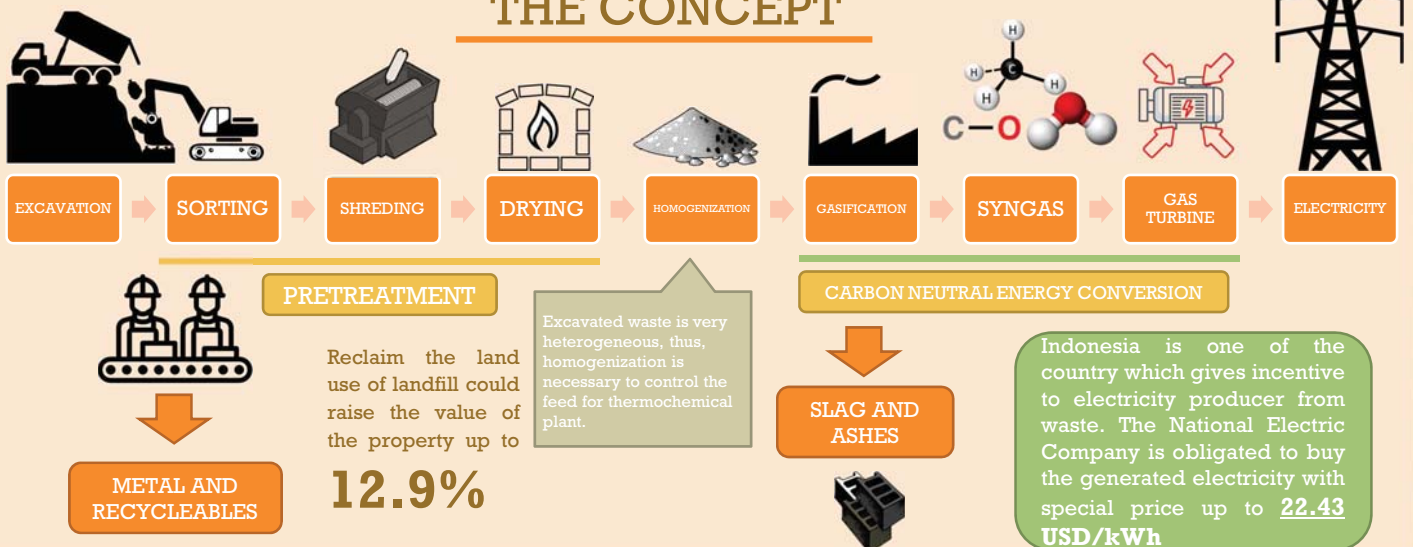 THE CONCEPT
H
H
C
H
H
C—O
EXCAVATION
SORTING
SHREDING
DRYING
HOMOGENIZATION
GASIFICATION
SYNGAS
GAS
TURBINE
ELECTRICITY
PRETREATMENT
CARBON NEUTRAL ENERGY CONVERSION
Reclaim the land
use of landfill could
raise the value of
the property up to
12.9%
Excavated waste is very
heterogeneous, thus,
homogenization is
necessary to control the
feed for thermochemical
plant.
METAL AND
RECYCLEABLES
SLAG AND
ASHES
Indonesia is one of the
country which gives incentive
to electricity producer from
waste. The National Electric
Company is obligated to buy
the generated electricity with
special price up to 22.43
USD/kWh